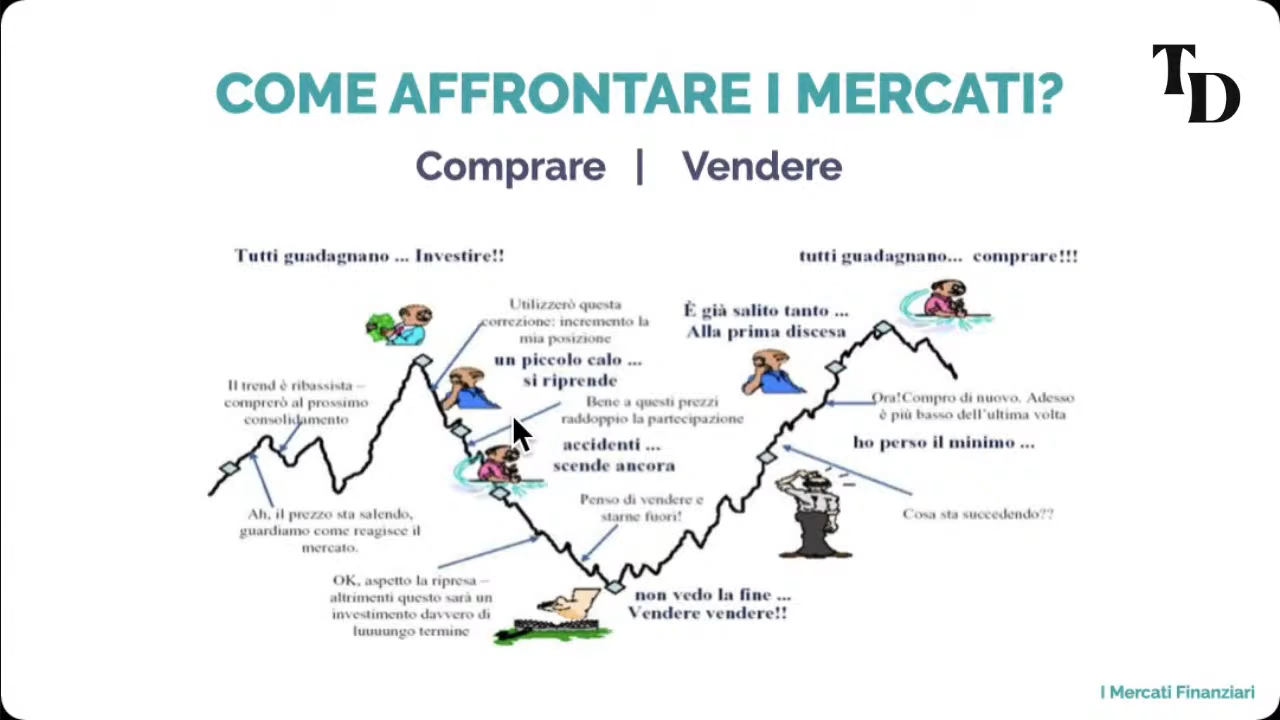 TD
COME AFFRONTARE I MERCATI?
Comprare | Vendere
Tutti guadagnano ... Investire!!
tutti guadagnano... comprare!!!
Utilizzerò questa
correzione: incremento la
mia posizione
È già salito tanto ...
Alla prima discesa
un piccolo calo ...
si riprende
Il trend è ribassista –
comprerò al prossimo
consolidamento
Bene a questi prezzi
raddoppio la partecipazione
Ora!Compro di nuovo. Adesso
è più basso dell'ultima volta
accidenti ...
scende ancora
ho perso il minimo ...
Penso di vendere e
starne fuori!
Ah, il prezzo sta salendo,
guardiamo come reagisce il
mercato.
Cosa sta succedendo??
OK, aspetto la ripresa –
altrimenti questo sarà un
investimento davvero di
luuuungo termine
non vedo la fine ...
Vendere vendere!!
I Mercati Finanziari